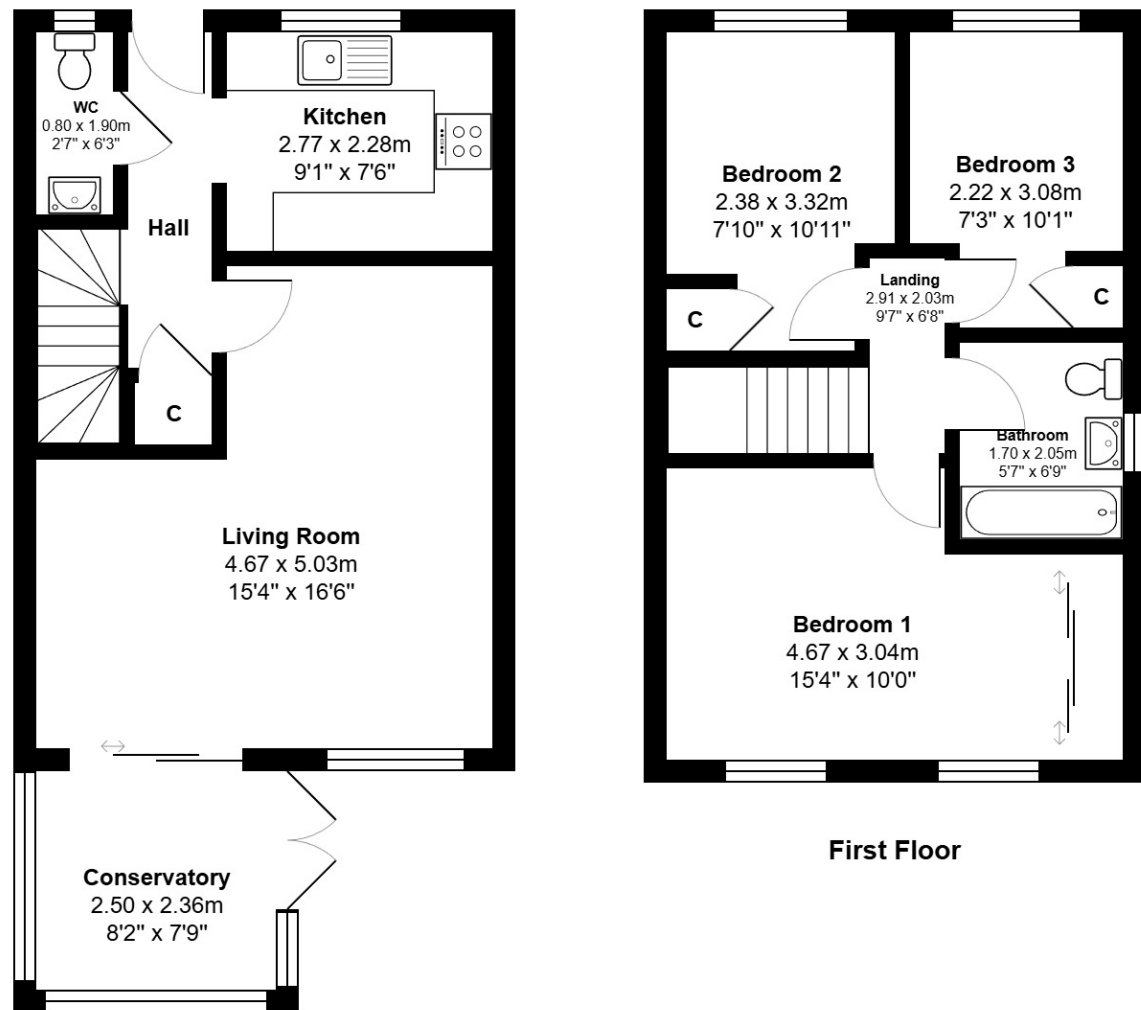 WC
0.80 x 1.90m
2'7" x 6'3"
Kitchen
2.77 x 2.28m
9'1" x 7'6"
Hall
C
Living Room
4.67 x 5.03m
15'4" x 16'6"
Conservatory
2.50 x 2.36m
8'2" x 7'9"
Bedroom 2
2.38 x 3.32m
7'10" x 10'11"
Bedroom 3
2.22 x 3.08m
7'3" x 10'1"
Landing
2.91 x 2.03m
9'7" x 6'8"
C
C
Bathroom
1.70 x 2.05m
5'7" x 6'9"
Bedroom 1
4.67 x 3.04m
15'4" x 10'0"
First Floor